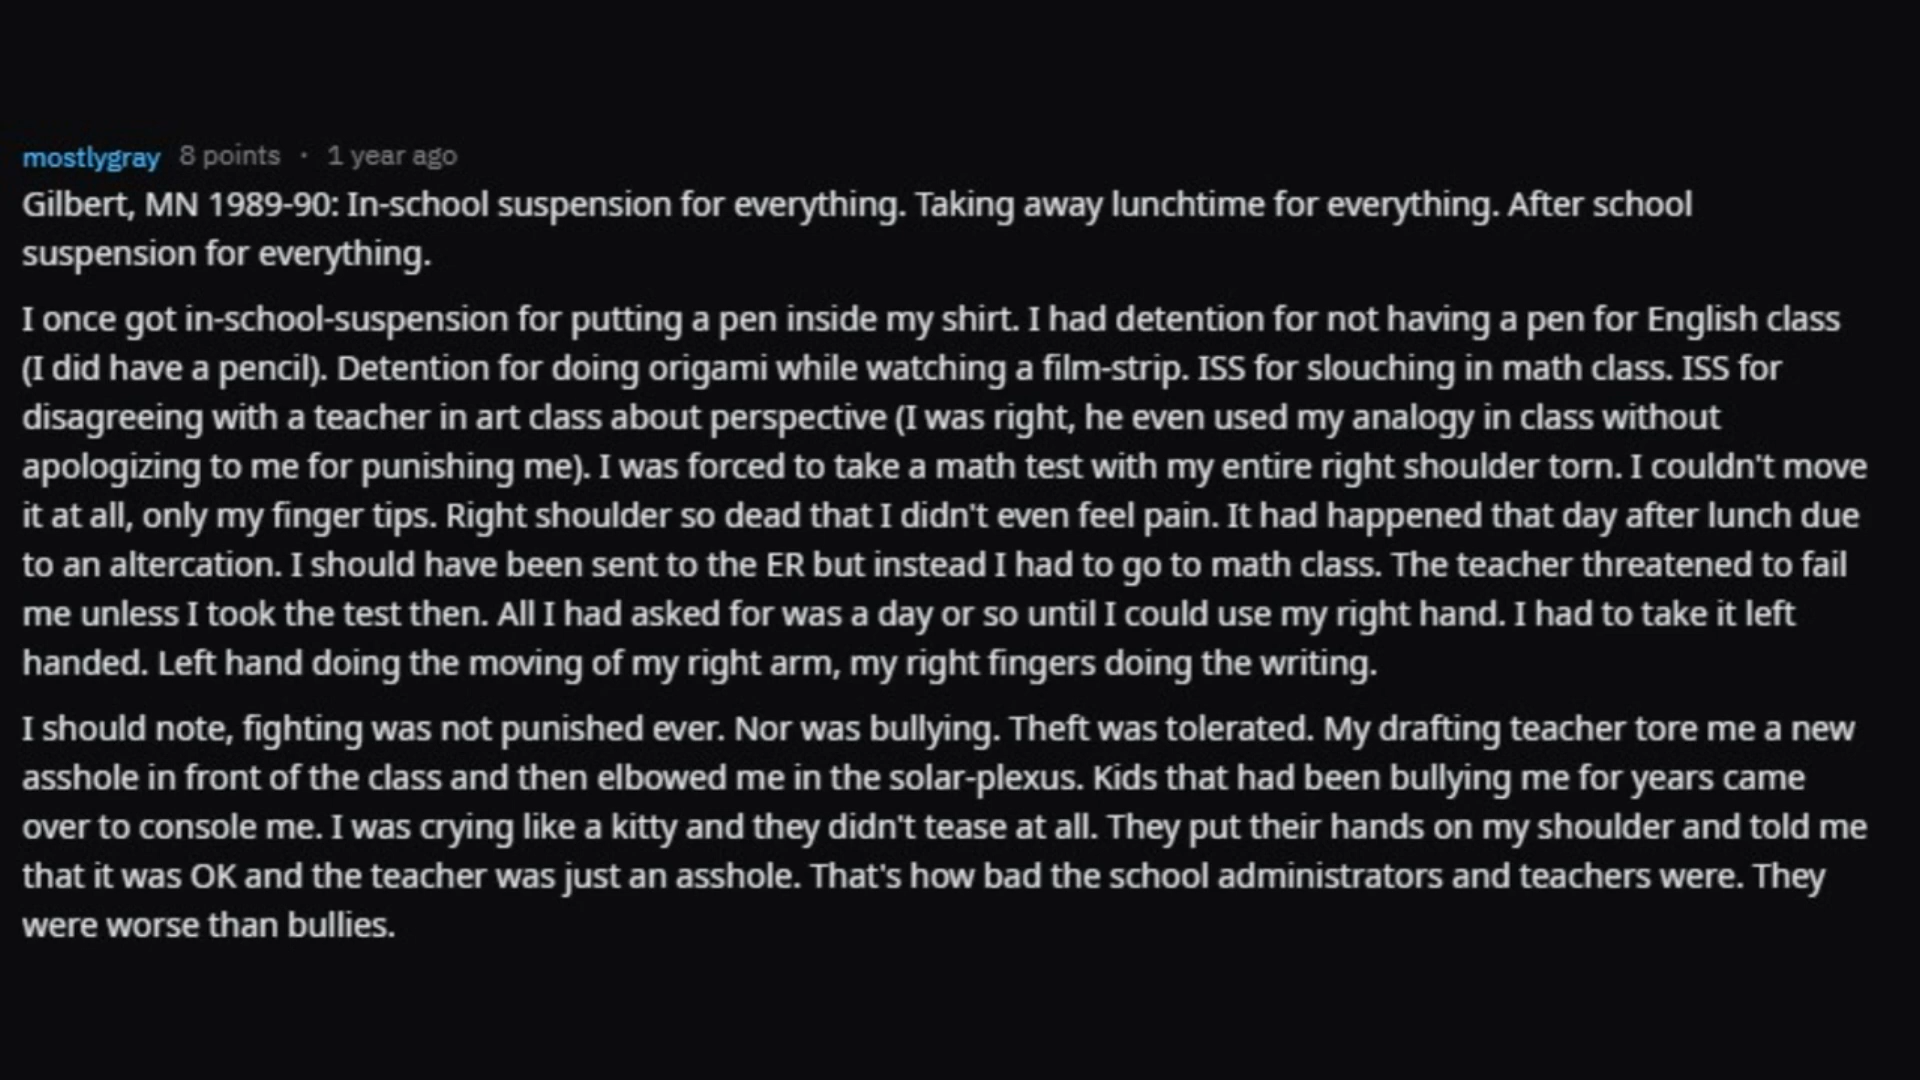 mostlygray 8 points · 1 year ago
Gilbert, MN 1989-90: In-school suspension for everything. Taking away lunchtime for everything. After school
suspension for everything.
I once got in-school-suspension for putting a pen inside my shirt. I had detention for not having a pen for English class
(I did have a pencil). Detention for doing origami while watching a film-strip. ISS for slouching in math class. ISS for
disagreeing with a teacher in art class about perspective (I was right, he even used my analogy in class without
apologizing to me for punishing me). I was forced to take a math test with my entire right shoulder torn. I couldn't move
it at all, only my finger tips. Right shoulder so dead that I didn't even feel pain. It had happened that day after lunch due
to an altercation. I should have been sent to the ER but instead I had to go to math class. The teacher threatened to fail
me unless I took the test then. All I had asked for was a day or so until I could use my right hand. I had to take it left
handed. Left hand doing the moving of my right arm, my right fingers doing the writing.
I should note, fighting was not punished ever. Nor was bullying. Theft was tolerated. My drafting teacher tore me a new
asshole in front of the class and then elbowed me in the solar-plexus. Kids that had been bullying me for years came
over to console me. I was crying like a kitty and they didn't tease at all. They put their hands on my shoulder and told me
that it was OK and the teacher was just an asshole. That's how bad the school administrators and teachers were. They
were worse than bullies.